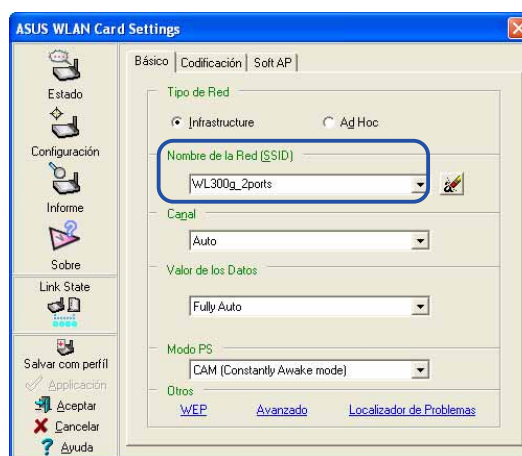 ASUS WLAN Card Settings
Estado
Configuración
Informe
Sobre
Link State
Salvar com perfíl
Applicación
Aceptar
Cancelar
Ayuda
Básico
Codificación
Soft AP
Tipo de Red
Infrastructure
Ad Hoc
Nombre de la Red (SSID)
WL300g_2ports
Canal
Auto
Valor de los Datos
Fully Auto
Modo PS
CAM (Constantly Awake mode)
Otros
WEP
Avanzado
Localizador de Problemas